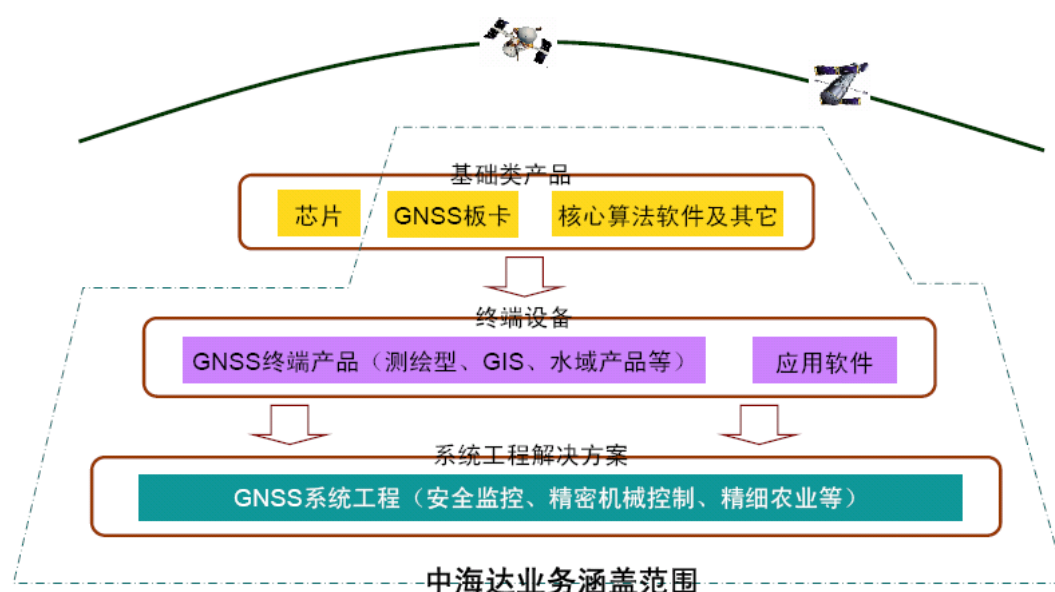 基础类产品
芯片
GNSS板卡
核心算法软件及其它
终端设备
GNSS终端产品（测绘型、GIS、水域产品等）
应用软件
系统工程解决方案
GNSS系统工程（安全监控、精密机械控制、精细农业等）
中海达业务涵盖范围